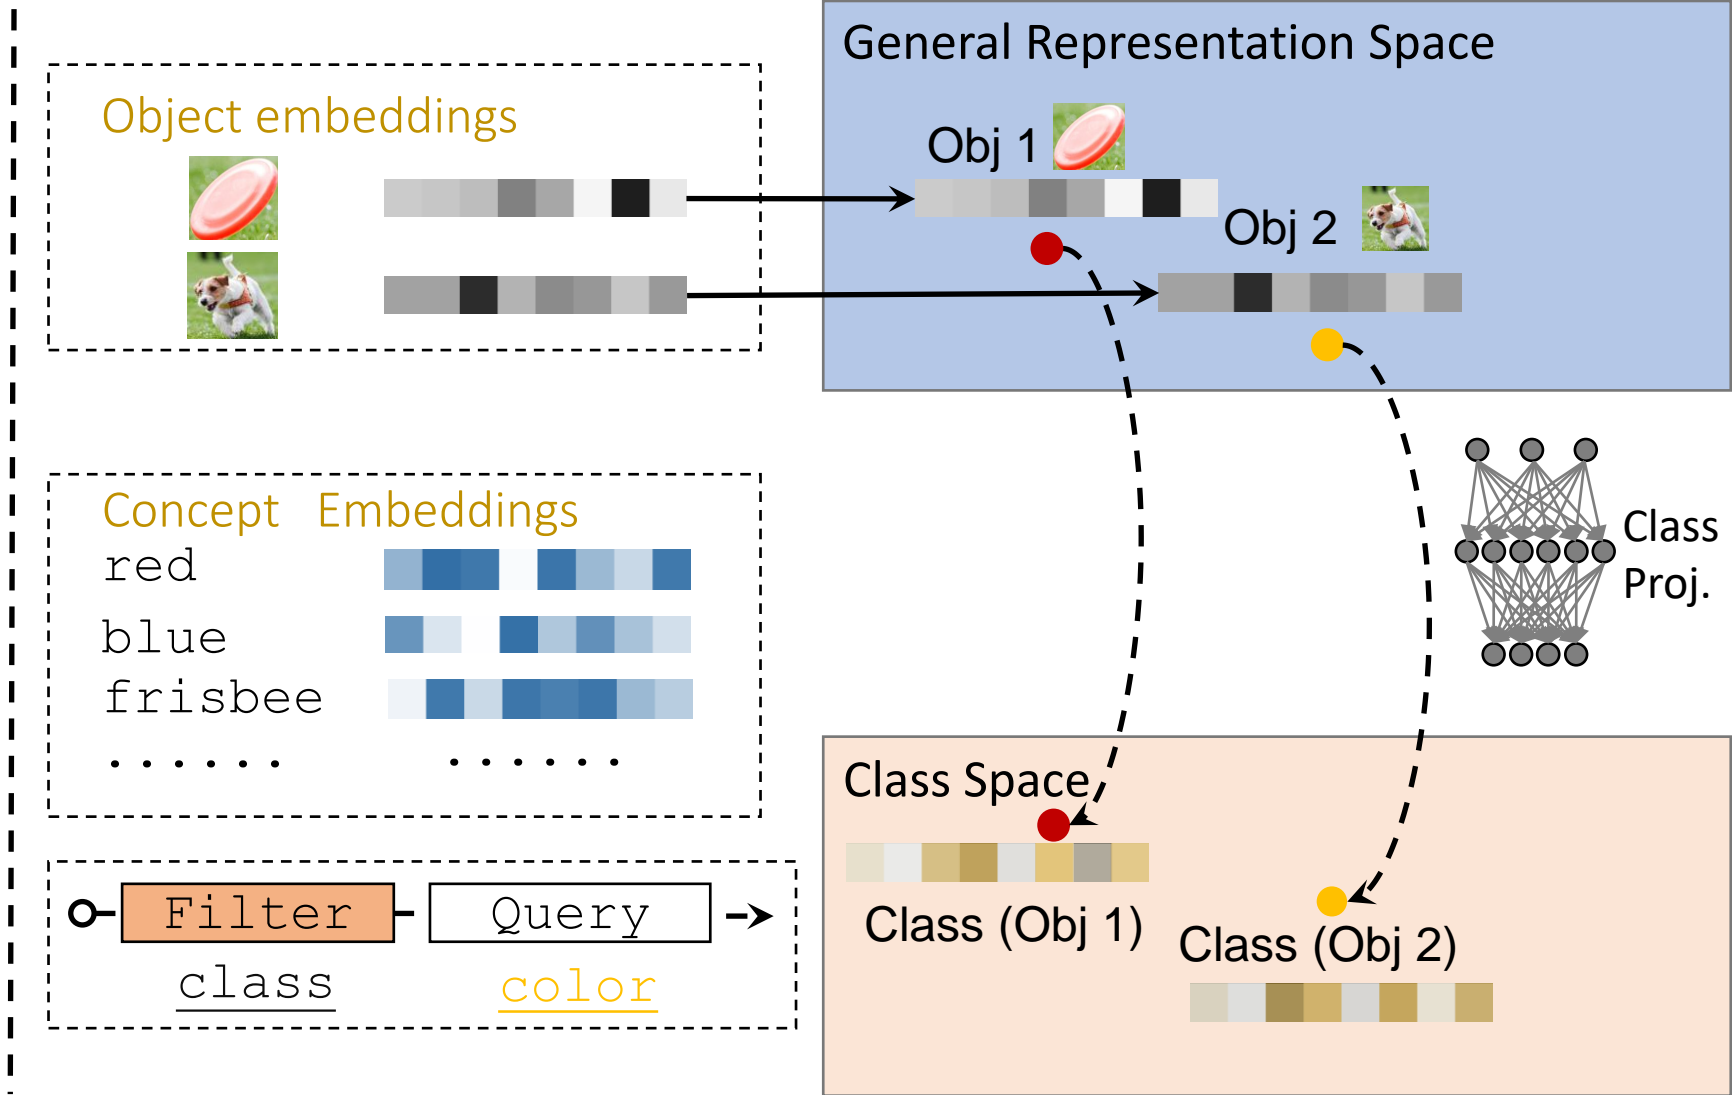 Object embeddings
Concept Embeddings
red
blue
frisbee
. . . . . . . . . . . .
Filter Query
class color
General Representation Space
Obj 1
Obj 2
Class
Proj.
Class Space
Class (Obj 1)
Class (Obj 2)